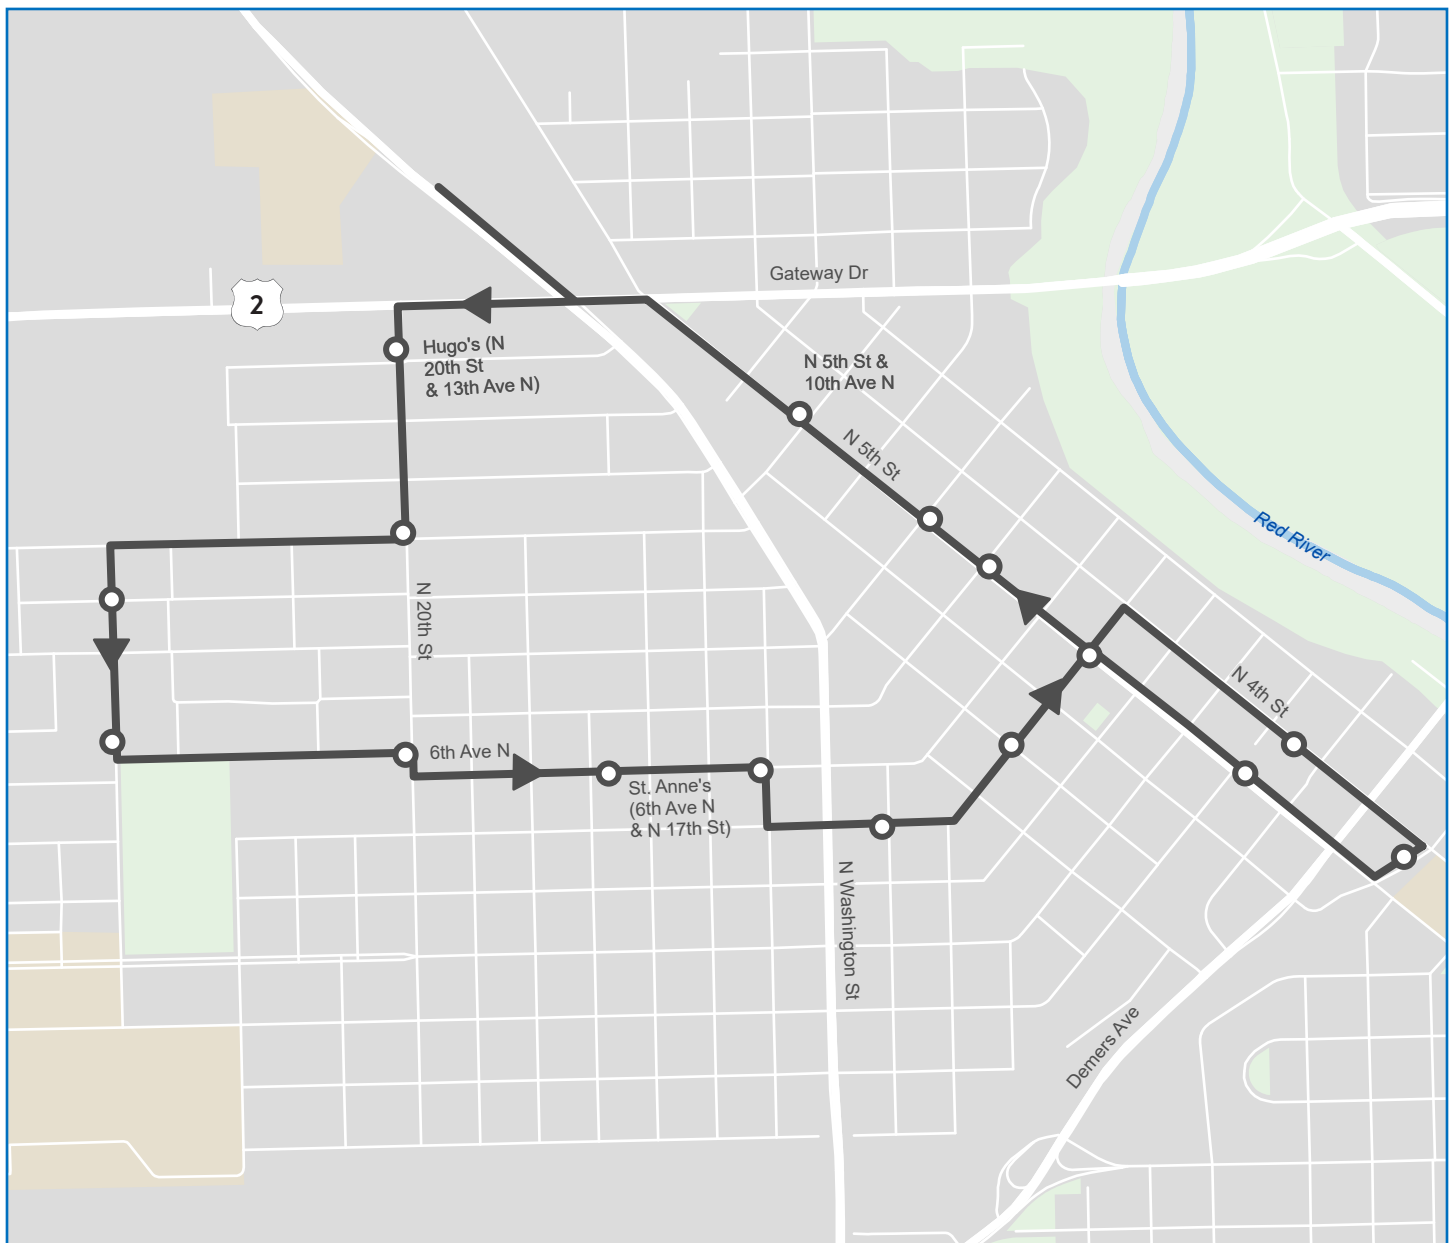 Gateway Dr
2
Hugo's (N
20th St
& 13th Ave N)
N 5th St &
10th Ave N
N 5th St
Red River
N 20th St
N 4th St
6th Ave N
St. Anne's
(6th Ave N
& N 17th St)
N Washington St
Demers Ave